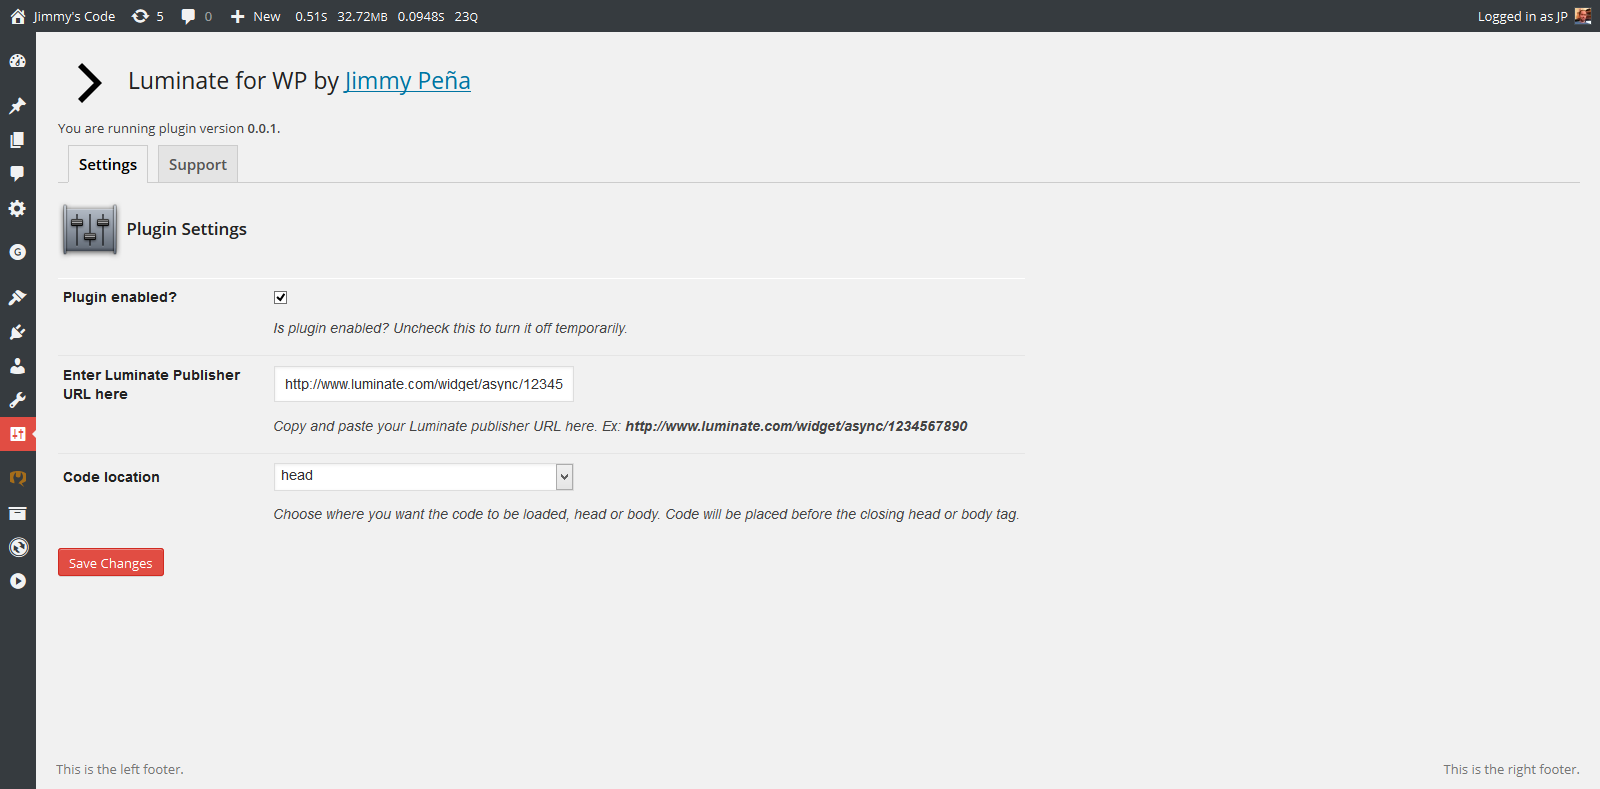 Jimmy's Code 5 0 New 0.51S 32.72MB 0.0948S 23Q Logged in as JP
Luminate for WP by Jimmy Peña
You are running plugin version 0.0.1.
Settings Support
G
Plugin Settings
Plugin enabled?
Is plugin enabled? Uncheck this to turn it off temporarily.
Enter Luminate Publisher
URL here
http://www.luminate.com/widget/async/12345
Copy and paste your Luminate publisher URL here. Ex: http://www.luminate.com/widget/async/1234567890
Code location
head
Choose where you want the code to be loaded, head or body. Code will be placed before the closing head or body tag.
Save Changes
This is the left footer. This is the right footer.